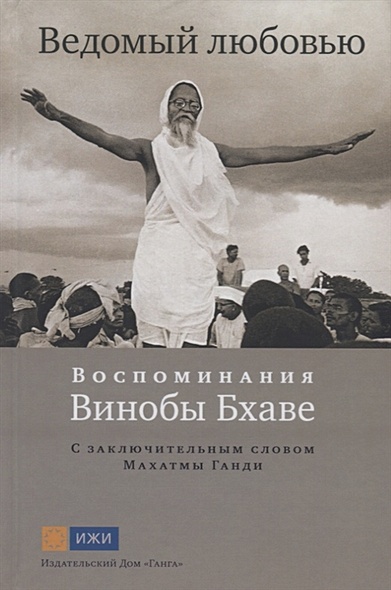 Ведомый любовью
Воспоминания
Винобы Бхаве
С заключительным словом
Махатмы Ганди
ИЖИ
Издательский Дом «Ганга»